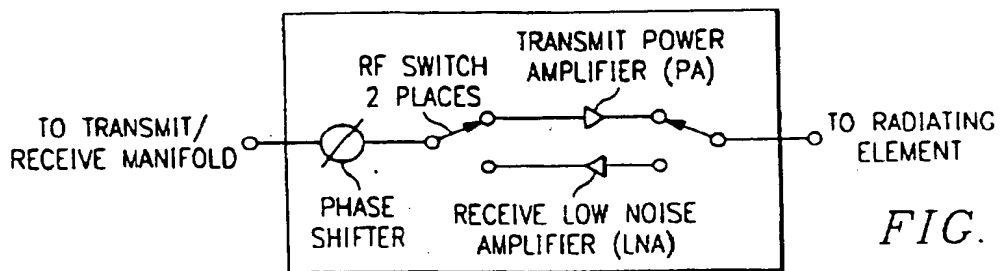 TRANSMIT POWER
AMPLIFIER (PA)
RF SWITCH
2 PLACES
TO TRANSMIT/
RECEIVE MANIFOLD
TO RADIATING
ELEMENT
PHASE
SHIFTER
RECEIVE LOW NOISE
AMPLIFIER (LNA)
FIG.